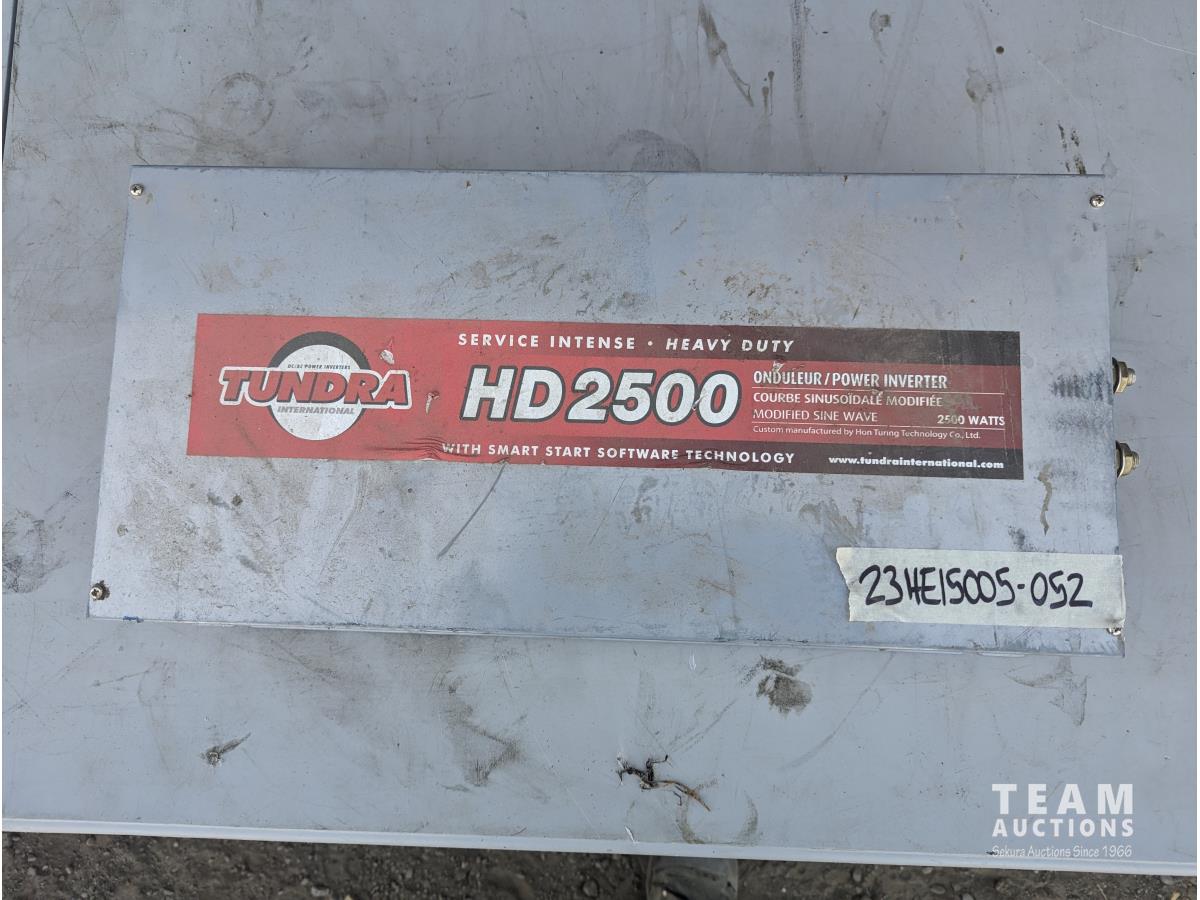 SERVICE INTENSE • HEAVY DUTY
DC/AC POWER INVERTERS
TUNDRA
INTERNATIONAL
HD2500
ONDULEUR/POWER INVERTER
COURBE SINUSOÏDALE MODIFIÉE
MODIFIED SINE WAVE 2500 WATTS
Custom manufactured by Hon Turing Technology Co., Ltd.
WITH SMART START SOFTWARE TECHNOLOGY
www.tundrainternational.com
23HE15005-052
TEAM
AUCTIONS
Sekura Auctions Since 1966